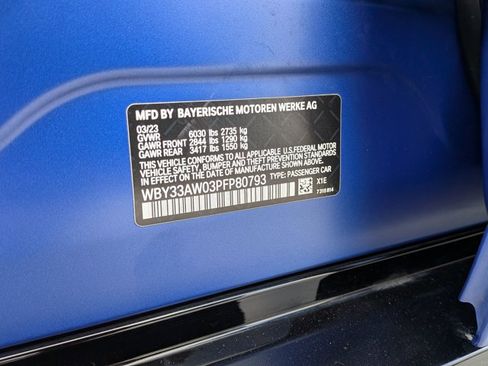 MFD BY BAYERISCHE MOTOREN WERKE AG
03/23
GVWR 6030 lbs 2735 kg
GAWR FRONT 2844 lbs 1290 kg
GAWR REAR 3417 lbs 1550 kg
THIS VEHICLE CONFORMS TO ALL APPLICABLE U.S.FEDERAL MOTOR
VEHICLE SAFETY, BUMPER, AND THEFT PREVENTION STANDARDS
IN EFFECT ON THE DATE OF MANUFACTURE SHOWN ABOVE.
WBY33AW03PFP80793 TYPE: PASSENGER CAR
X1E
7318814